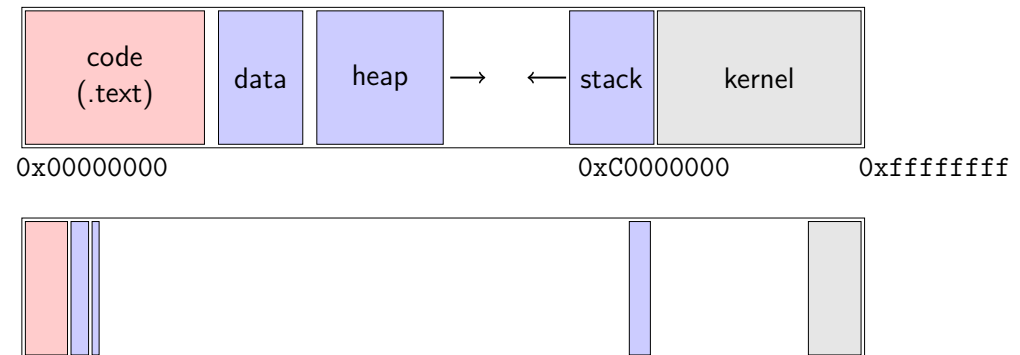 code
(.text)
data
heap
stack
kernel
0x00000000
0xC0000000
0xffffffff